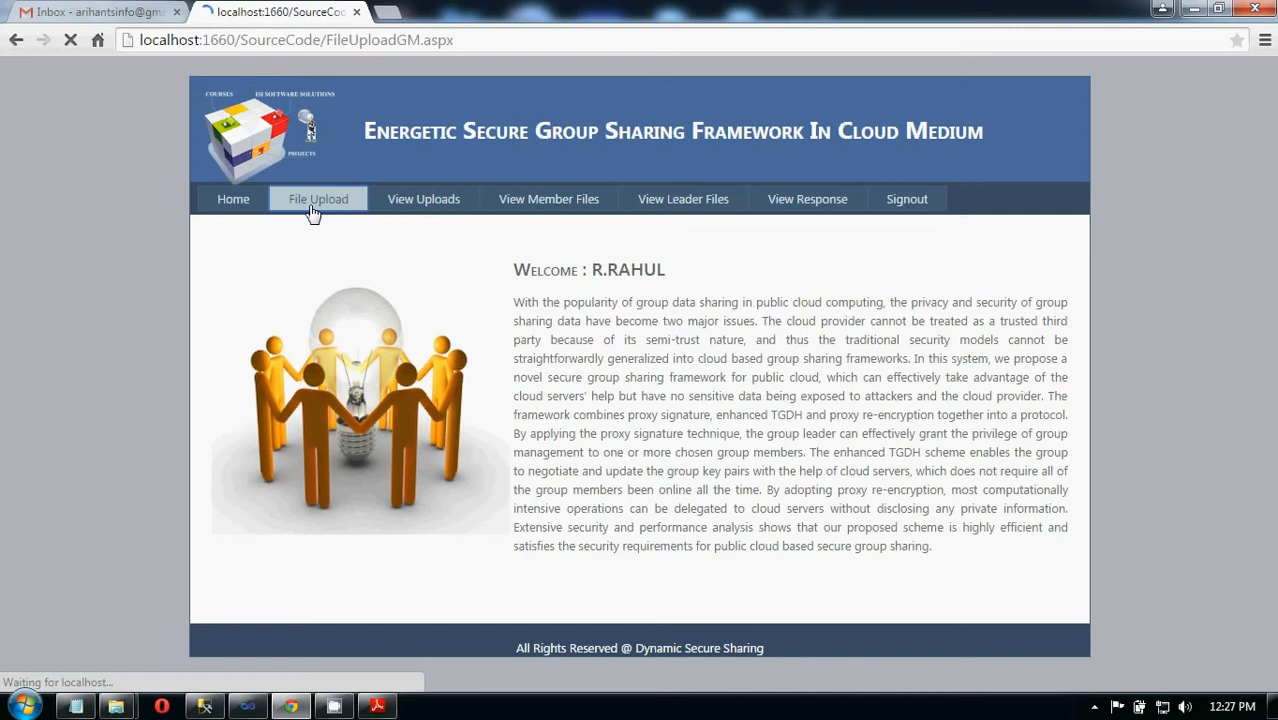 Inbox - arihantsinfo@gma
localhost:1660/SourceCo
localhost:1660/SourceCode/FileUploadGM.aspx
COURSES ISI SOFTWARE SOLUTIONS
PROJECTS
Energetic Secure Group Sharing Framework In Cloud Medium
Home File Upload View Uploads View Member Files View Leader Files View Response Signout
Welcome : R.RAHUL
With the popularity of group data sharing in public cloud computing, the privacy and security of group
sharing data have become two major issues. The cloud provider cannot be treated as a trusted third
party because of its semi-trust nature, and thus the traditional security models cannot be
straightforwardly generalized into cloud based group sharing frameworks. In this system, we propose a
novel secure group sharing framework for public cloud, which can effectively take advantage of the
cloud servers' help but have no sensitive data being exposed to attackers and the cloud provider. The
framework combines proxy signature, enhanced TGDH and proxy re-encryption together into a protocol.
By applying the proxy signature technique, the group leader can effectively grant the privilege of group
management to one or more chosen group members. The enhanced TGDH scheme enables the group
to negotiate and update the group key pairs with the help of cloud servers, which does not require all of
the group members been online all the time. By adopting proxy re-encryption, most computationally
intensive operations can be delegated to cloud servers without disclosing any private information.
Extensive security and performance analysis shows that our proposed scheme is highly efficient and
satisfies the security requirements for public cloud based secure group sharing.
All Rights Reserved @ Dynamic Secure Sharing
Waiting for localhost...
12:27 PM